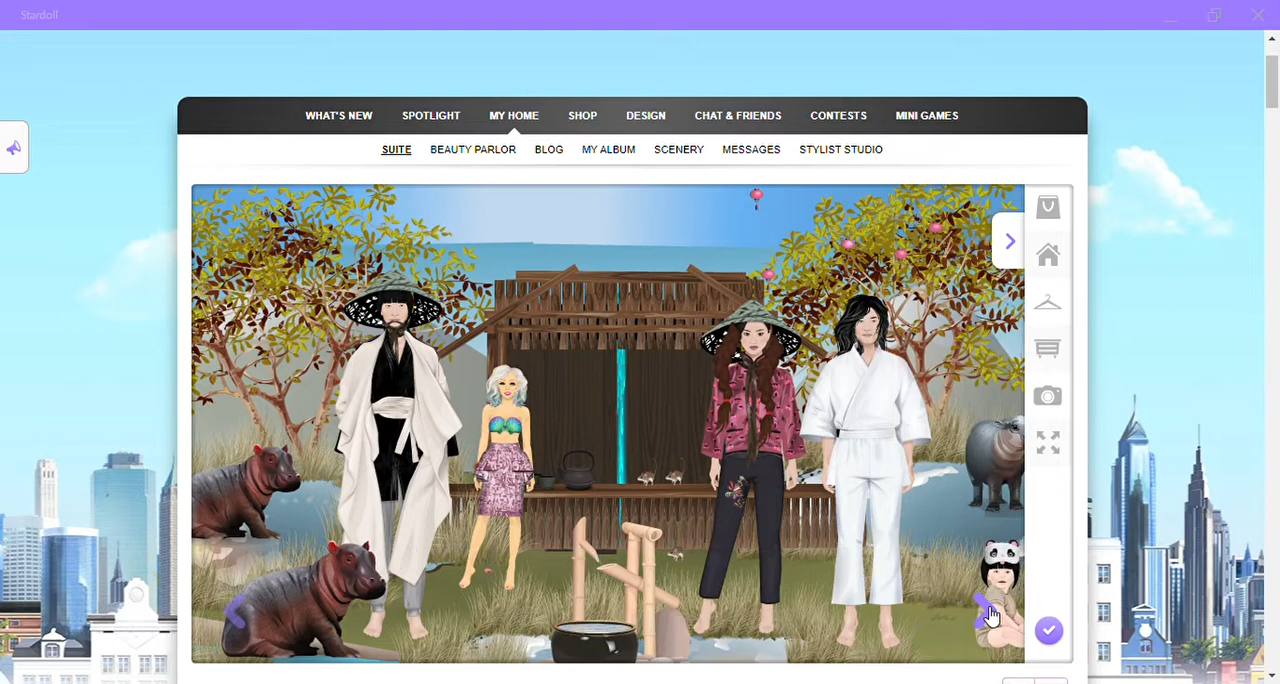 Stardoll
WHAT'S NEW SPOTLIGHT MY HOME SHOP DESIGN CHAT & FRIENDS CONTESTS MINI GAMES
SUITE BEAUTY PARLOR BLOG MY ALBUM SCENERY MESSAGES STYLIST STUDIO